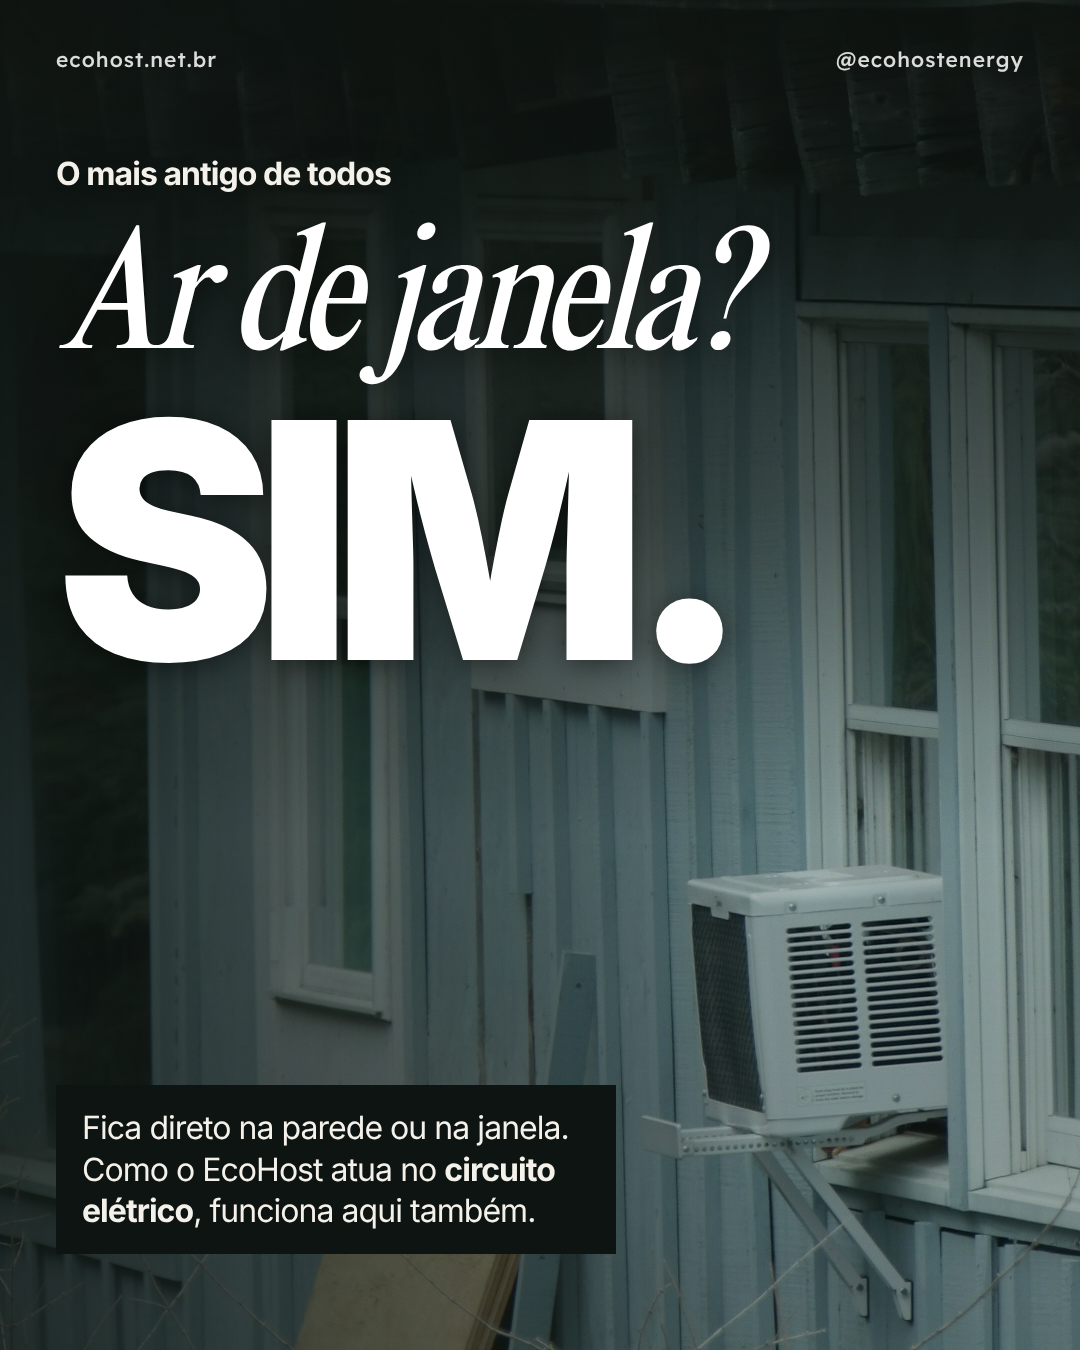 ecohost.net.br
@ecohostenergy
O mais antigo de todos
Ar de janela?
SIM.
Fica direto na parede ou na janela.
Como o EcoHost atua no circuito
elétrico, funciona aqui também.